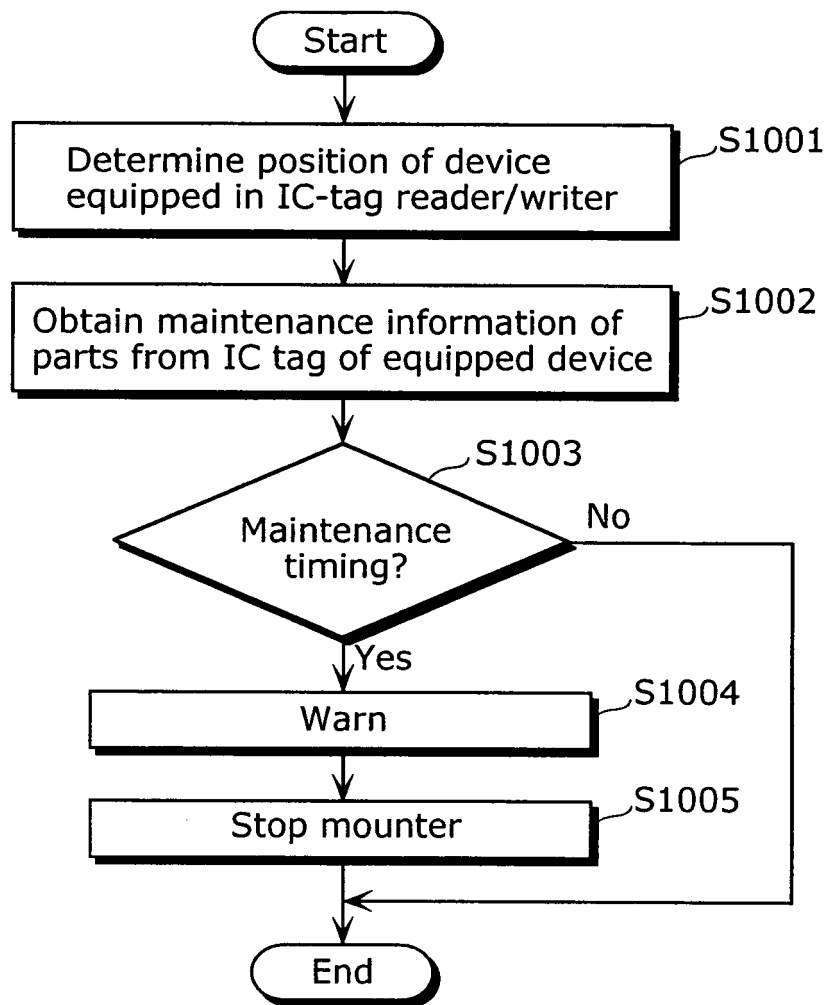 Start
S1001
Determine position of device
equipped in IC-tag reader/writer
S1002
Obtain maintenance information of
parts from IC tag of equipped device
S1003
Maintenance
timing?
No
Yes
S1004
Warn
S1005
Stop mounter
End